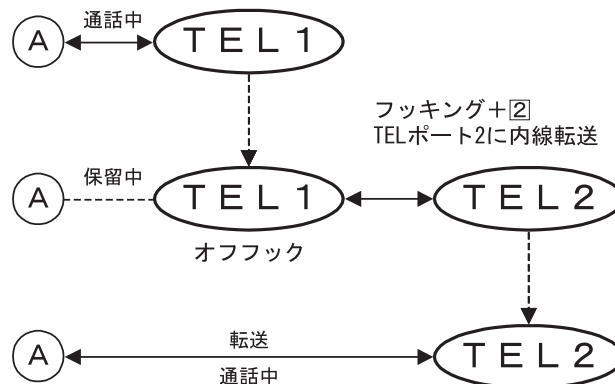 通話中
A TEL1
フッキング+2
TELポート2に内線転送
保留中
A TEL1 TEL2
オフフック
転送
A TEL2
通話中